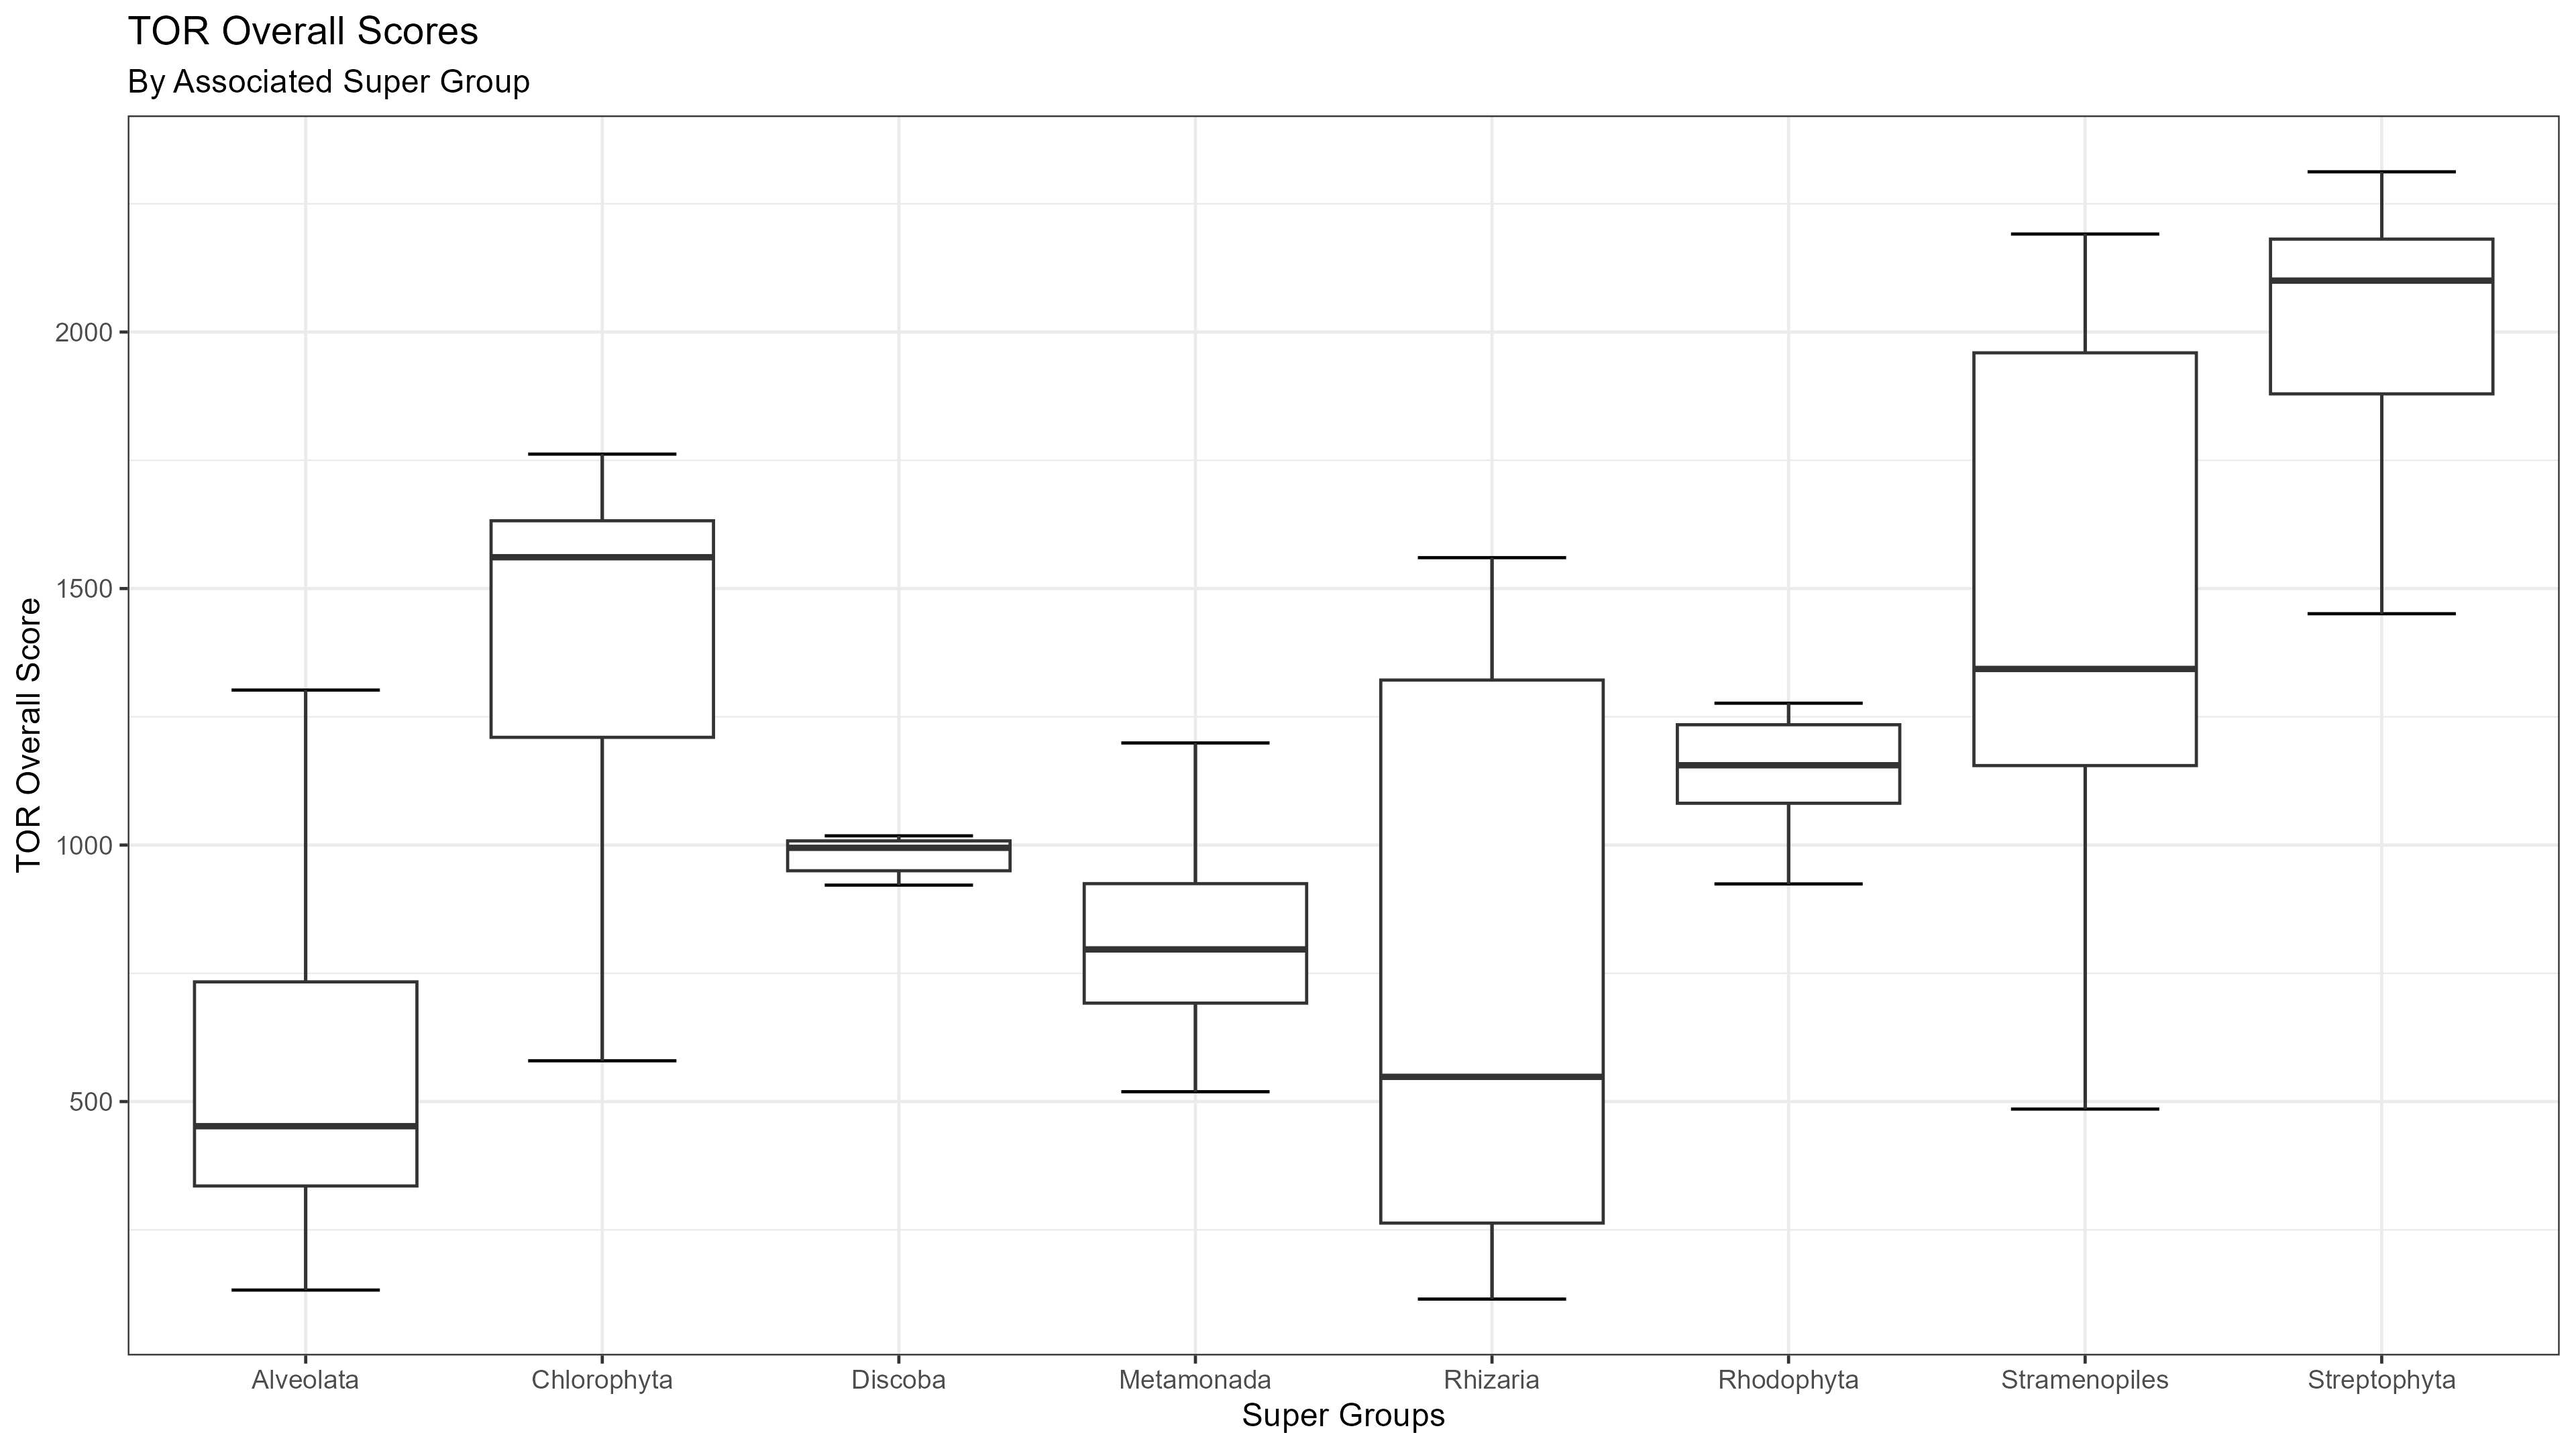 TOR Overall Scores
By Associated Super Group
TOR Overall Score
2000
1500
1000
500
Alveolata
Chlorophyta
Discoba
Metamonada
Rhizaria
Rhodophyta
Stramenopiles
Streptophyta
Super Groups